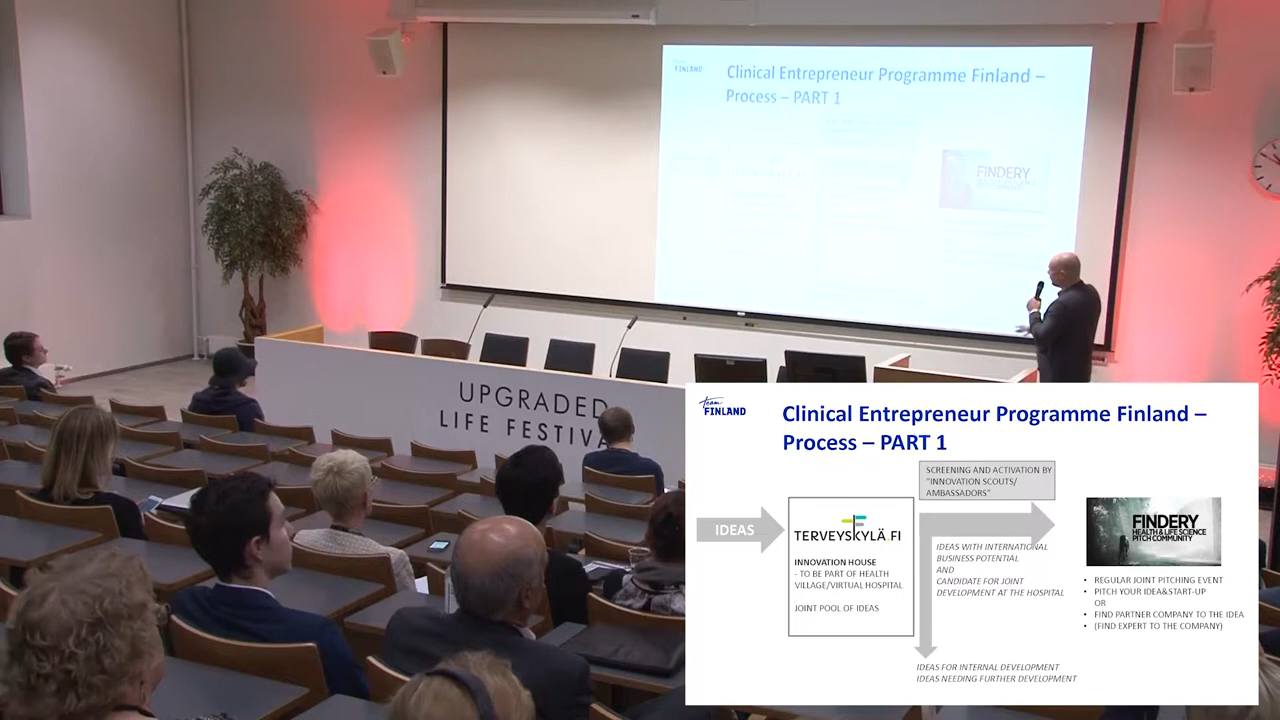 FINLAND
Clinical Entrepreneur Programme Finland –
Process – PART 1
FINDERY
UPGRADED
LIFE FESTIVA
team
FINLAND
Clinical Entrepreneur Programme Finland –
Process – PART 1
SCREENING AND ACTIVATION BY
"INNOVATION SCOUTS/
AMBASSADORS"
IDEAS
TERVEYSKYLÄ.FI
INNOVATION HOUSE
- TO BE PART OF HEALTH
VILLAGE/VIRTUAL HOSPITAL
JOINT POOL OF IDEAS
IDEAS WITH INTERNATIONAL
BUSINESS POTENTIAL
AND
CANDIDATE FOR JOINT
DEVELOPMENT AT THE HOSPITAL
FINDERY
HEALTH & LIFE SCIENCE
PITCH COMMUNITY
• REGULAR JOINT PITCHING EVENT
• PITCH YOUR IDEA&START-UP
OR
• FIND PARTNER COMPANY TO THE IDEA
• (FIND EXPERT TO THE COMPANY)
IDEAS FOR INTERNAL DEVELOPMENT
IDEAS NEEDING FURTHER DEVELOPMENT